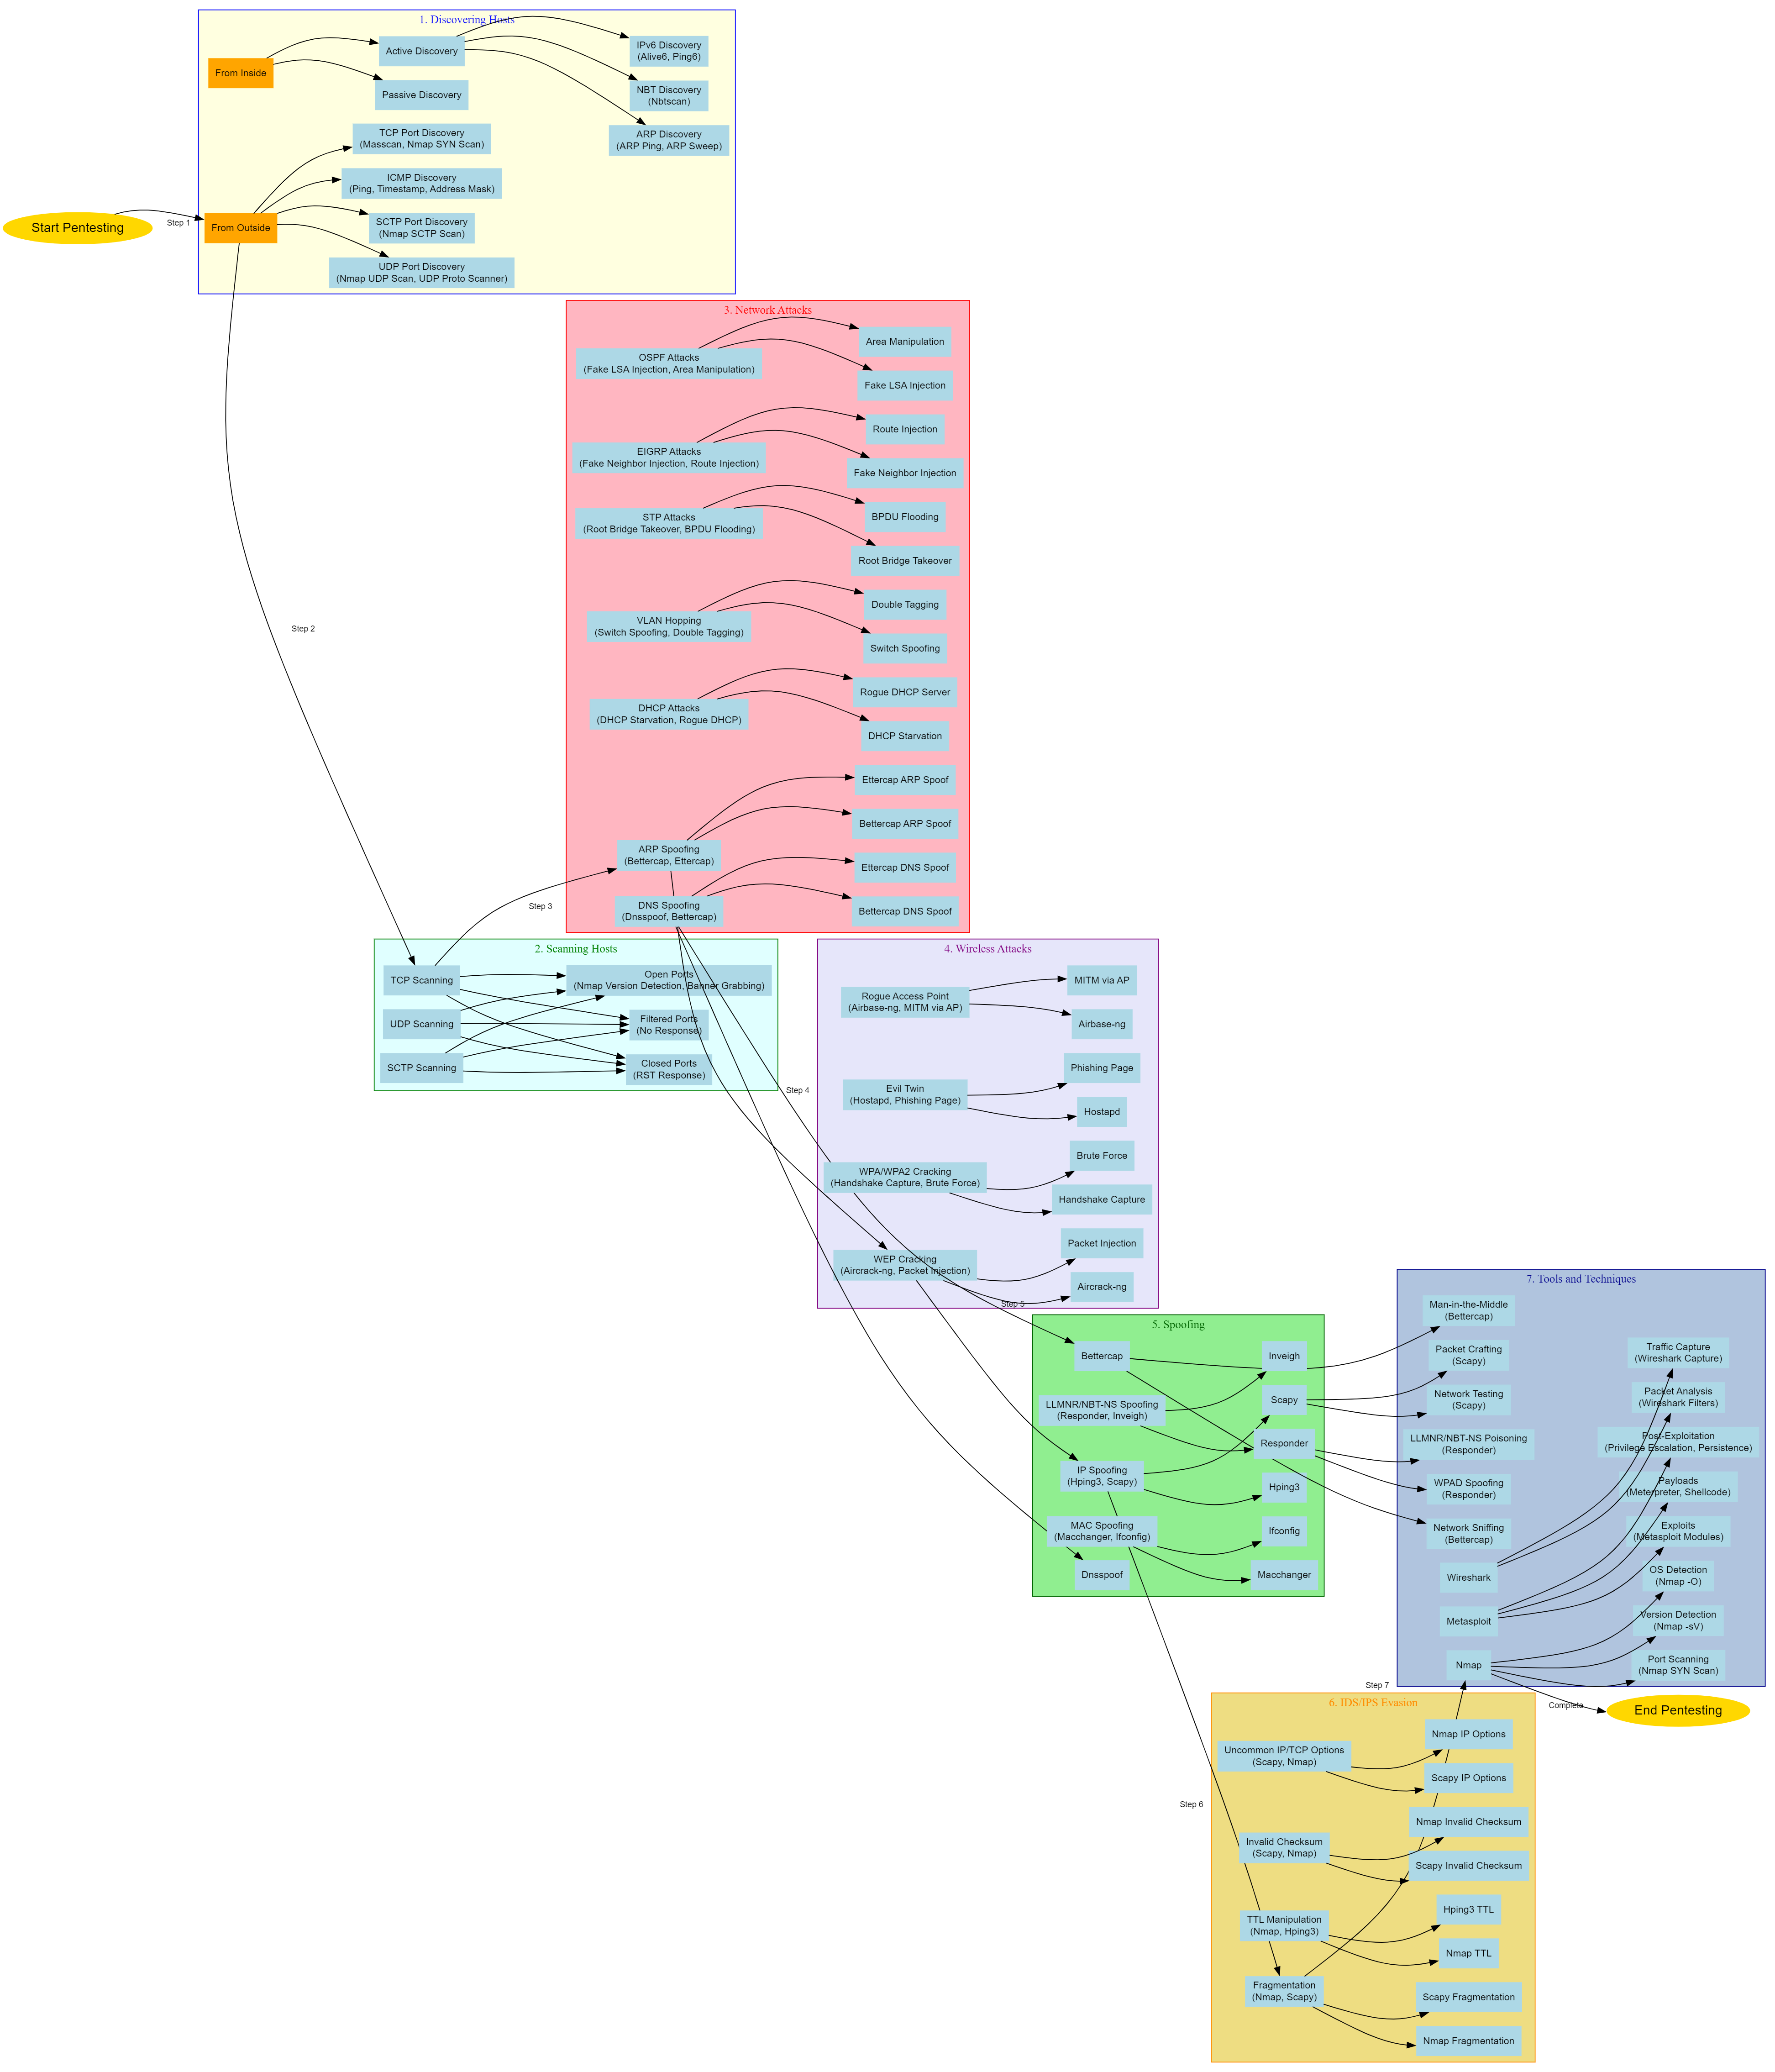 1. Discovering Hosts
From Inside
Active Discovery
Passive Discovery
IPv6 Discovery
(Alive6, Ping6)
NBT Discovery
(Nbtscan)
ARP Discovery
(ARP Ping, ARP Sweep)
TCP Port Discovery
(Masscan, Nmap SYN Scan)
ICMP Discovery
(Ping, Timestamp, Address Mask)
SCTP Port Discovery
(Nmap SCTP Scan)
UDP Port Discovery
(Nmap UDP Scan, UDP Proto Scanner)
Start Pentesting
Step 1
From Outside
Step 2
3. Network Attacks
OSPF Attacks
(Fake LSA Injection, Area Manipulation)
Area Manipulation
Fake LSA Injection
EIGRP Attacks
(Fake Neighbor Injection, Route Injection)
Route Injection
Fake Neighbor Injection
STP Attacks
(Root Bridge Takeover, BPDU Flooding)
BPDU Flooding
Root Bridge Takeover
VLAN Hopping
(Switch Spoofing, Double Tagging)
Double Tagging
Switch Spoofing
DHCP Attacks
(DHCP Starvation, Rogue DHCP)
Rogue DHCP Server
DHCP Starvation
ARP Spoofing
(Bettercap, Ettercap)
Ettercap ARP Spoof
Bettercap ARP Spoof
DNS Spoofing
(Dnsspoof, Bettercap)
Ettercap DNS Spoof
Bettercap DNS Spoof
Step 3
2. Scanning Hosts
TCP Scanning
UDP Scanning
SCTP Scanning
Open Ports
(Nmap Version Detection, Banner Grabbing)
Filtered Ports
(No Response)
Closed Ports
(RST Response)
Step 4
4. Wireless Attacks
Rogue Access Point
(Airbase-ng, MITM via AP)
MITM via AP
Airbase-ng
Evil Twin
(Hostapd, Phishing Page)
Phishing Page
Hostapd
WPA/WPA2 Cracking
(Handshake Capture, Brute Force)
Brute Force
Handshake Capture
WEP Cracking
(Aircrack-ng, Packet Injection)
Packet Injection
Aircrack-ng
Step 5
5. Spoofing
Bettercap
Inveigh
LLMNR/NBT-NS Spoofing
(Responder, Inveigh)
Scapy
Responder
IP Spoofing
(Hping3, Scapy)
Hping3
MAC Spoofing
(Macchanger, Ifconfig)
Ifconfig
Dnsspoof
Macchanger
7. Tools and Techniques
Man-in-the-Middle
(Bettercap)
Packet Crafting
(Scapy)
Network Testing
(Scapy)
LLMNR/NBT-NS Poisoning
(Responder)
WPAD Spoofing
(Responder)
Network Sniffing
(Bettercap)
Wireshark
Metasploit
Nmap
Traffic Capture
(Wireshark Capture)
Packet Analysis
(Wireshark Filters)
Post-Exploitation
(Privilege Escalation, Persistence)
Payloads
(Meterpreter, Shellcode)
Exploits
(Metasploit Modules)
OS Detection
(Nmap -O)
Version Detection
(Nmap -sV)
Port Scanning
(Nmap SYN Scan)
Step 7
Complete
End Pentesting
Step 6
6. IDS/IPS Evasion
Uncommon IP/TCP Options
(Scapy, Nmap)
Nmap IP Options
Scapy IP Options
Invalid Checksum
(Scapy, Nmap)
Nmap Invalid Checksum
Scapy Invalid Checksum
TTL Manipulation
(Nmap, Hping3)
Hping3 TTL
Nmap TTL
Fragmentation
(Nmap, Scapy)
Scapy Fragmentation
Nmap Fragmentation